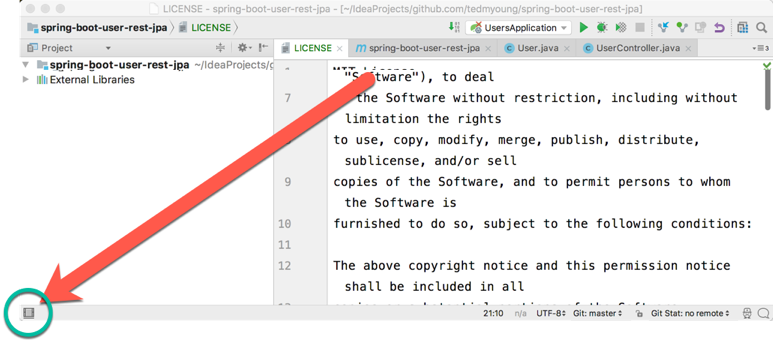 LICENSE - spring-boot-user-rest-jpa - [~/IdeaProjects/github.com/tedmyoung/spring-boot-user-rest-jpa]
spring-boot-user-rest-jpa LICENSE UsersApplication
Project LICENSE spring-boot-user-rest-jpa User.java UserController.java 3
spring-boot-user-rest-jpa ~/IdeaProjects/
External Libraries
"Software"), to deal
7 the Software without restriction, including without
limitation the rights
to use, copy, modify, merge, publish, distribute,
sublicense, and/or sell
9 copies of the Software, and to permit persons to whom
the Software is
10 furnished to do so, subject to the following conditions:
11
12 The above copyright notice and this permission notice
shall be included in all
21:10 n/a UTF-8 Git: master Git Stat: no remote